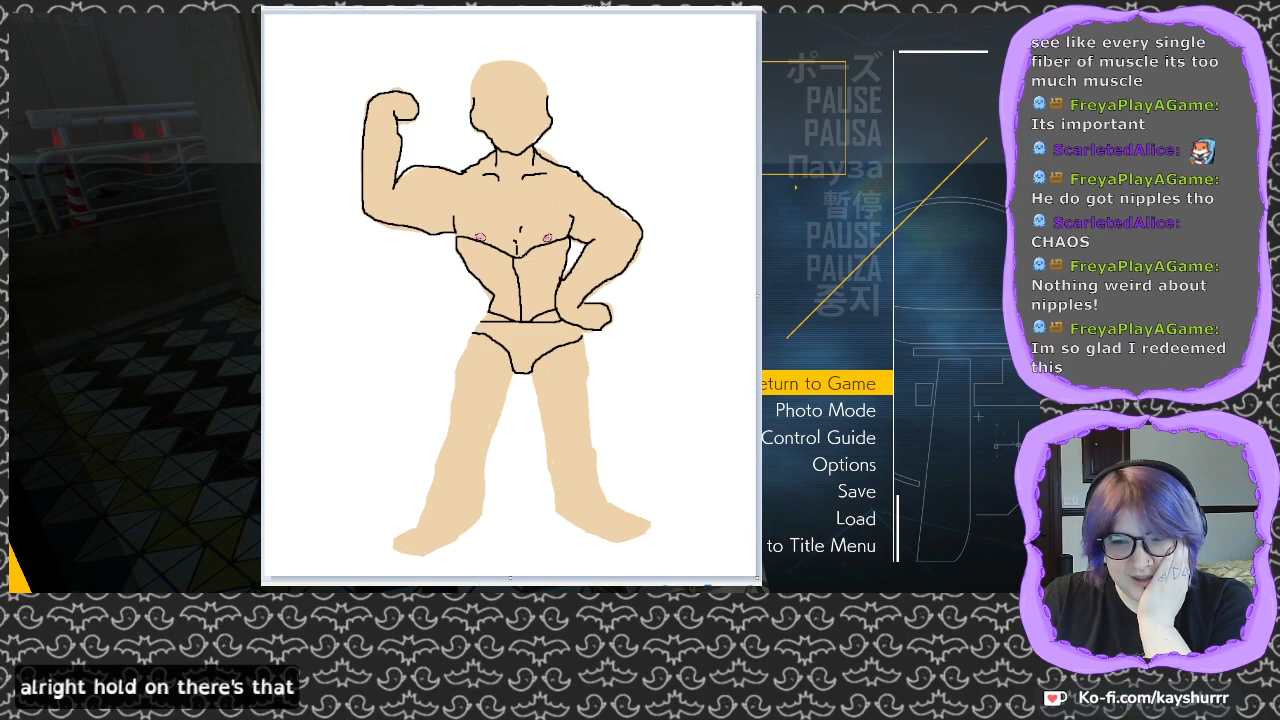 ポーズ
PAUSE
PAUSA
Пауза
暫停
PAUSE
PAUZA
중지
eturn to Game
Photo Mode
Control Guide
Options
Save
Load
to Title Menu
see like every single
fiber of muscle its too
much muscle
FreyaPlayAGame:
Its important
ScarletedAlice:
FreyaPlayAGame:
He do got nipples tho
ScarletedAlice:
CHAOS
FreyaPlayAGame:
Nothing weird about
nipples!
FreyaPlayAGame:
Im so glad I redeemed
this
alright hold on there's that
Ko-fi.com/kayshurrr